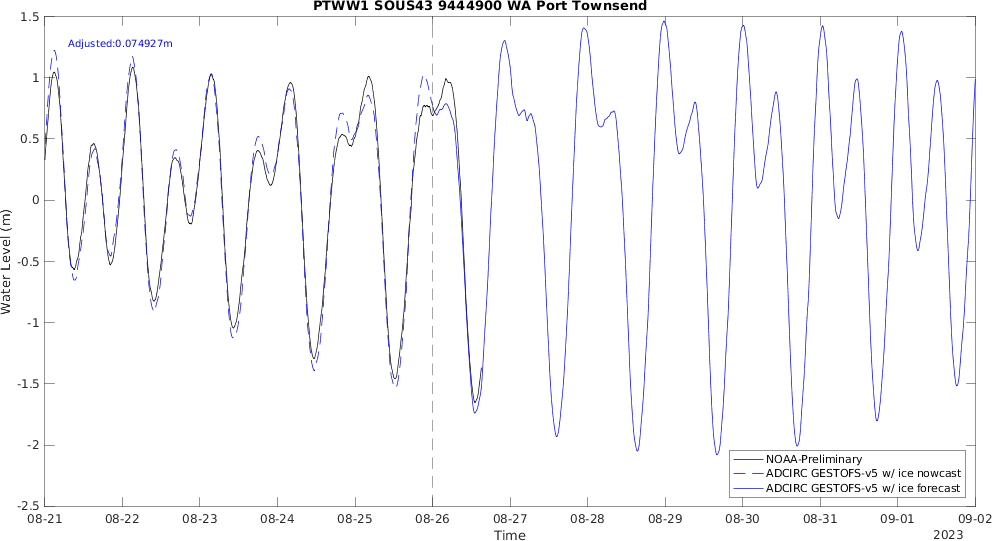 PTWW1 SOUS43 9444900 WA Port Townsend
Adjusted:0.074927m
1.5
1
0.5
0
-0.5
-1
-1.5
-2
-2.5
Water Level (m)
NOAA-Preliminary
ADCIRC GESTOFS-v5 w/ ice nowcast
ADCIRC GESTOFS-v5 w/ ice forecast
08-21 08-22 08-23 08-24 08-25 08-26 08-27 08-28 08-29 08-30 08-31 09-01 09-02
Time
2023